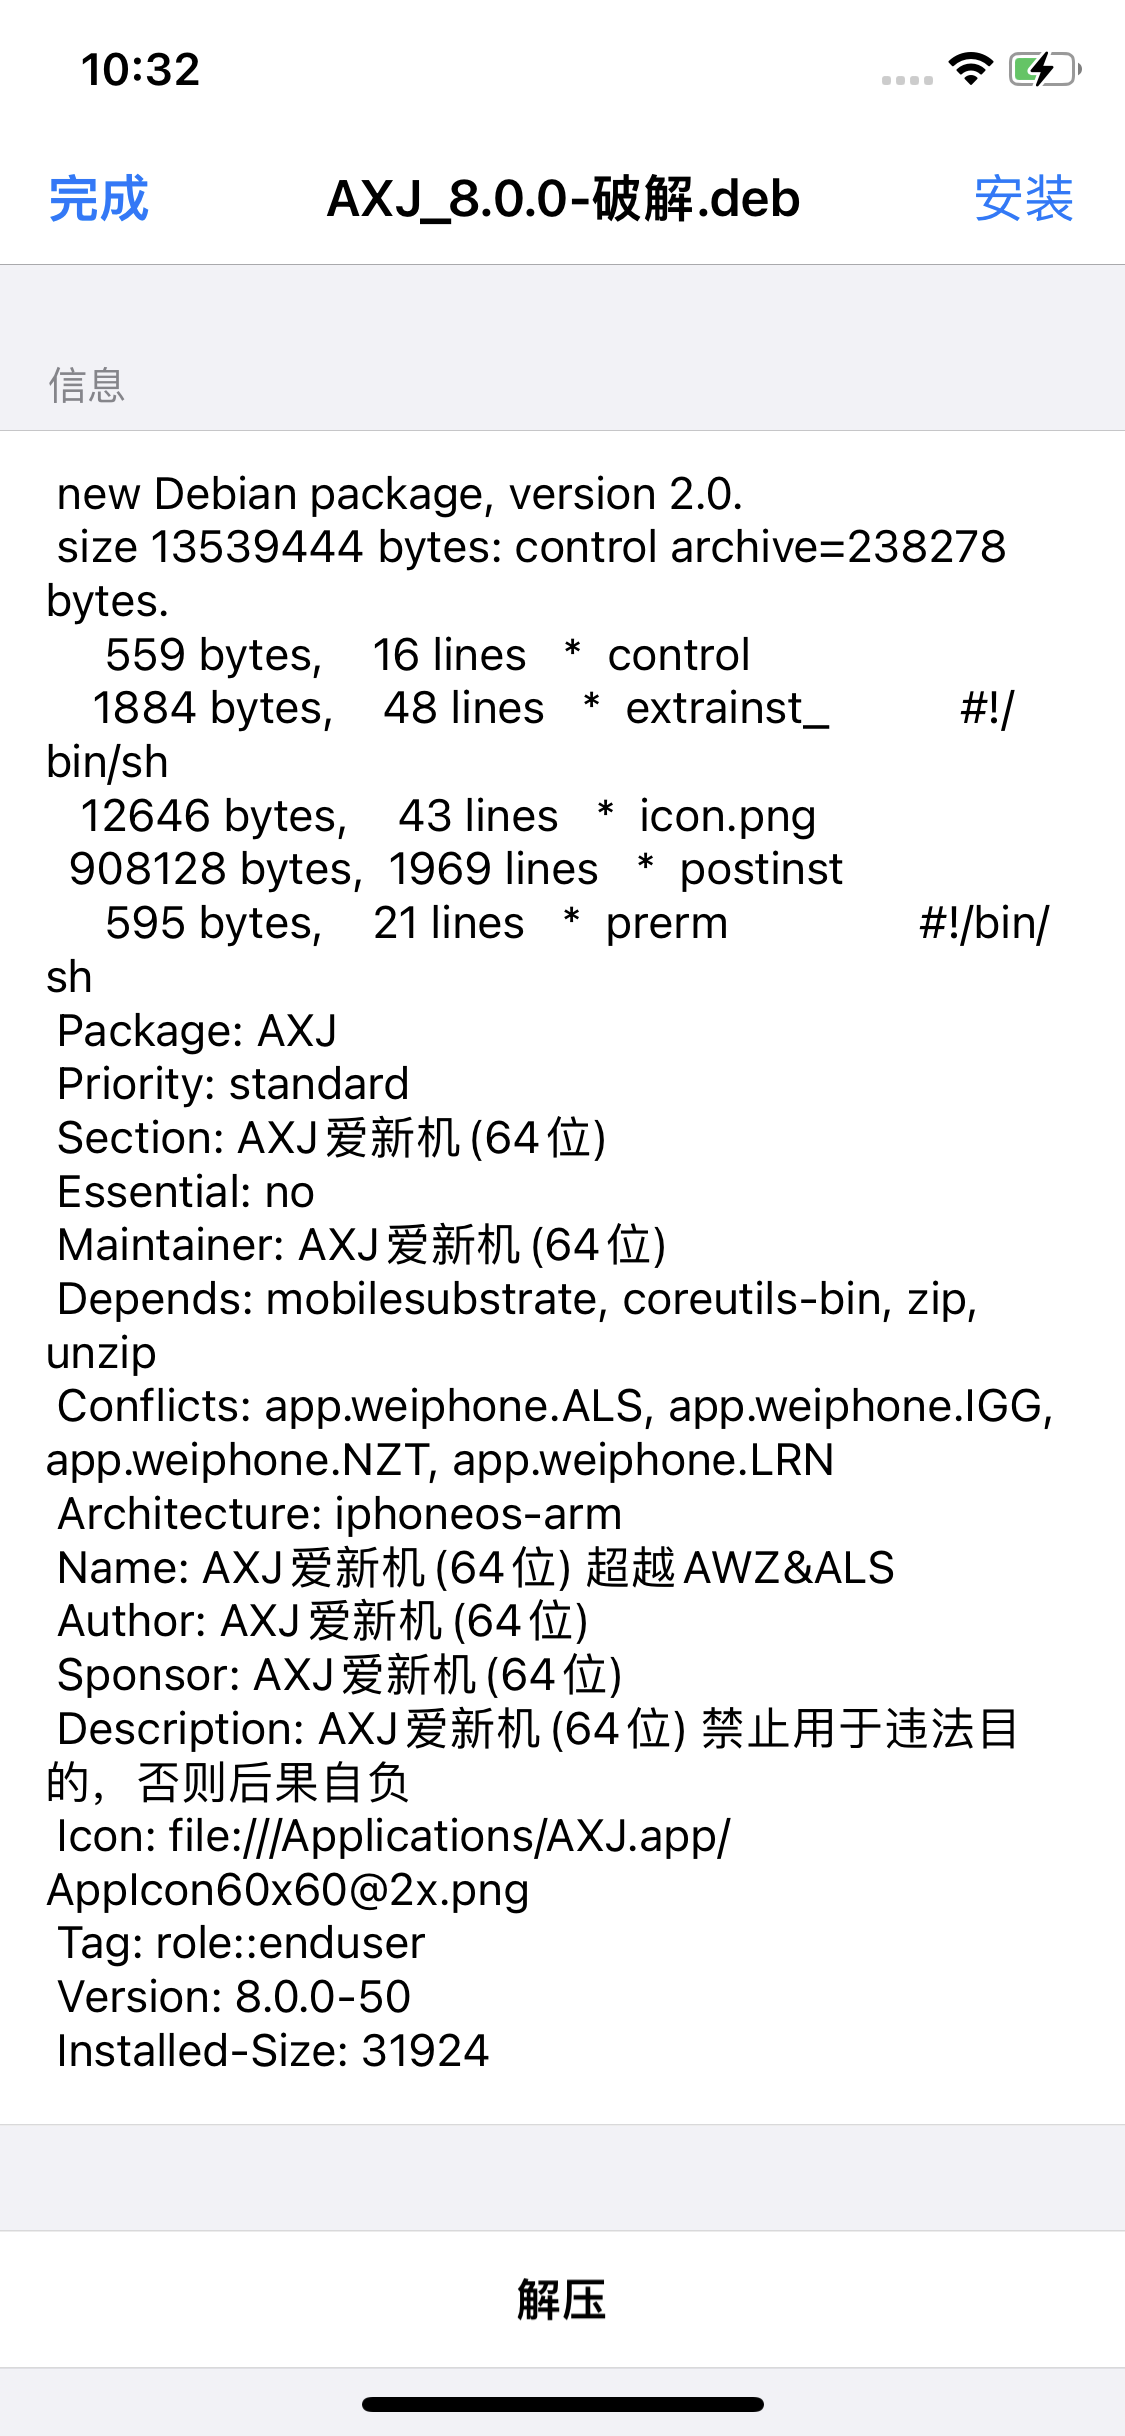 10:32
完成 AXJ_8.0.0-破解.deb 安装
信息
new Debian package, version 2.0.
size 13539444 bytes: control archive=238278
bytes.
559 bytes, 16 lines * control
1884 bytes, 48 lines * extrainst_ #!/
bin/sh
12646 bytes, 43 lines * icon.png
908128 bytes, 1969 lines * postinst
595 bytes, 21 lines * prerm #!/bin/
sh
Package: AXJ
Priority: standard
Section: AXJ爱新机(64位)
Essential: no
Maintainer: AXJ爱新机(64位)
Depends: mobilesubstrate, coreutils-bin, zip,
unzip
Conflicts: app.weiphone.ALS, app.weiphone.IGG,
app.weiphone.NZT, app.weiphone.LRN
Architecture: iphoneos-arm
Name: AXJ爱新机(64位) 超越AWZ&ALS
Author: AXJ爱新机(64位)
Sponsor: AXJ爱新机(64位)
Description: AXJ爱新机(64位) 禁止用于违法目
的，否则后果自负
Icon: file:///Applications/AXJ.app/
AppIcon60x60@2x.png
Tag: role::enduser
Version: 8.0.0-50
Installed-Size: 31924
解压